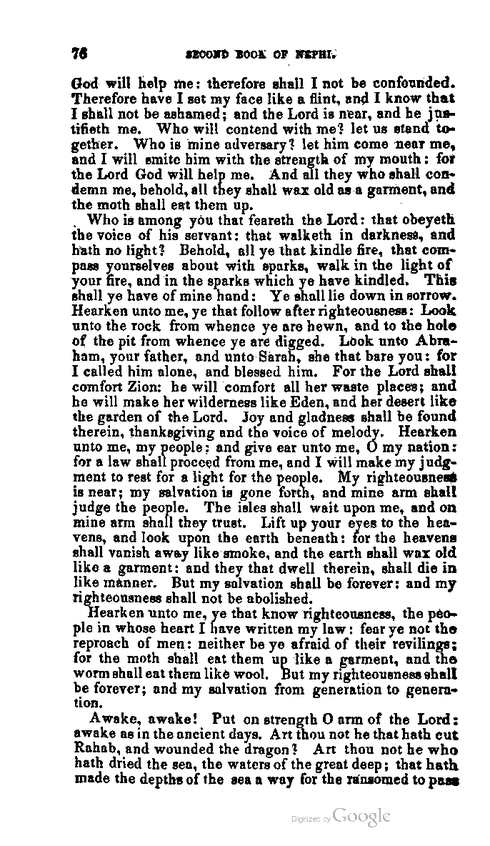 76 SECOND BOOK OF NEPHI.
God will help me: therefore shall I not be confounded.
Therefore have I set my face like a flint, and I know that
I shall not be ashamed; and the Lord is near, and he jus-
tifieth me. Who will contend with me? let us stand to-
gether. Who is mine adversary? let him come near me,
and I will smite him with the strength of my mouth: for
the Lord God will help me. And all they who shall con-
demn me, behold, all they shall wax old as a garment, and
the moth shall eat them up.
Who is among you that feareth the Lord: that obeyeth
the voice of his servant: that walketh in darkness, and
hath no light? Behold, all ye that kindle fire, that com-
pass yourselves about with sparks, walk in the light of
your fire, and in the sparks which ye have kindled. This
shall ye have of mine hand: Ye shall lie down in sorrow.
Hearken unto me, ye that follow after righteousness: Look
unto the rock from whence ye are hewn, and to the hole
of the pit from whence ye are digged. Look unto Abra-
ham, your father, and unto Sarah, she that bare you: for
I called him alone, and blessed him. For the Lord shall
comfort Zion: he will comfort all her waste places; and
he will make her wilderness like Eden, and her desert like
the garden of the Lord. Joy and gladness shall be found
therein, thanksgiving and the voice of melody. Hearken
unto me, my people; and give ear unto me, O my nation:
for a law shall proceed from me, and I will make my judg-
ment to rest for a light for the people. My righteousness
is near; my salvation is gone forth, and mine arm shall
judge the people. The isles shall wait upon me, and on
mine arm shall they trust. Lift up your eyes to the hea-
vens, and look upon the earth beneath: for the heavens
shall vanish away like smoke, and the earth shall wax old
like a garment: and they that dwell therein, shall die in
like manner. But my salvation shall be forever: and my
righteousness shall not be abolished.
Hearken unto me, ye that know righteousness, the peo-
ple in whose heart I have written my law: fear ye not the
reproach of men: neither be ye afraid of their revilings;
for the moth shall eat them up like a garment, and the
worm shall eat them like wool. But my righteousness shall
be forever; and my salvation from generation to genera-
tion.
Awake, awake! Put on strength O arm of the Lord:
awake as in the ancient days. Art thou not he that hath cut
Rahab, and wounded the dragon? Art thou not he who
hath dried the sea, the waters of the great deep; that hath
made the depths of the sea a way for the ransomed to pass
Digitized by Google